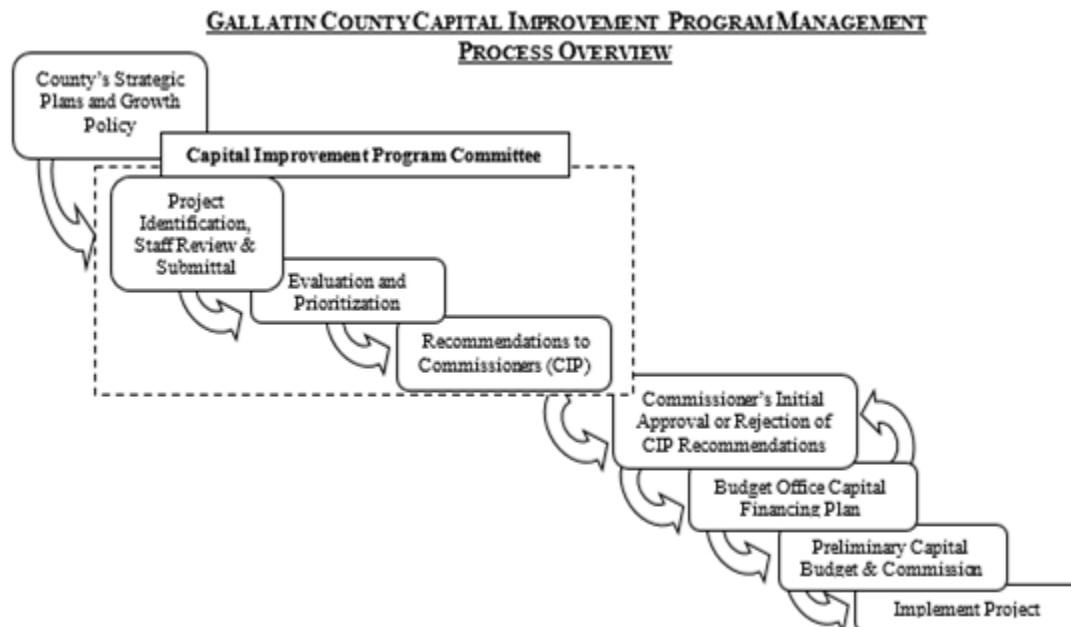 GALLATIN COUNTY CAPITAL IMPROVEMENT PROGRAM MANAGEMENT
PROCESS OVERVIEW
County's Strategic
Plans and Growth
Policy
Capital Improvement Program Committee
Project
Identification,
Staff Review &
Submittal
Evaluation and
Prioritization
Recommendations to
Commissioners (CIP)
Commissioner's Initial
Approval or Rejection of
CIP Recommendations
Budget Office Capital
Financing Plan
Preliminary Capital
Budget & Commission
Implement Project